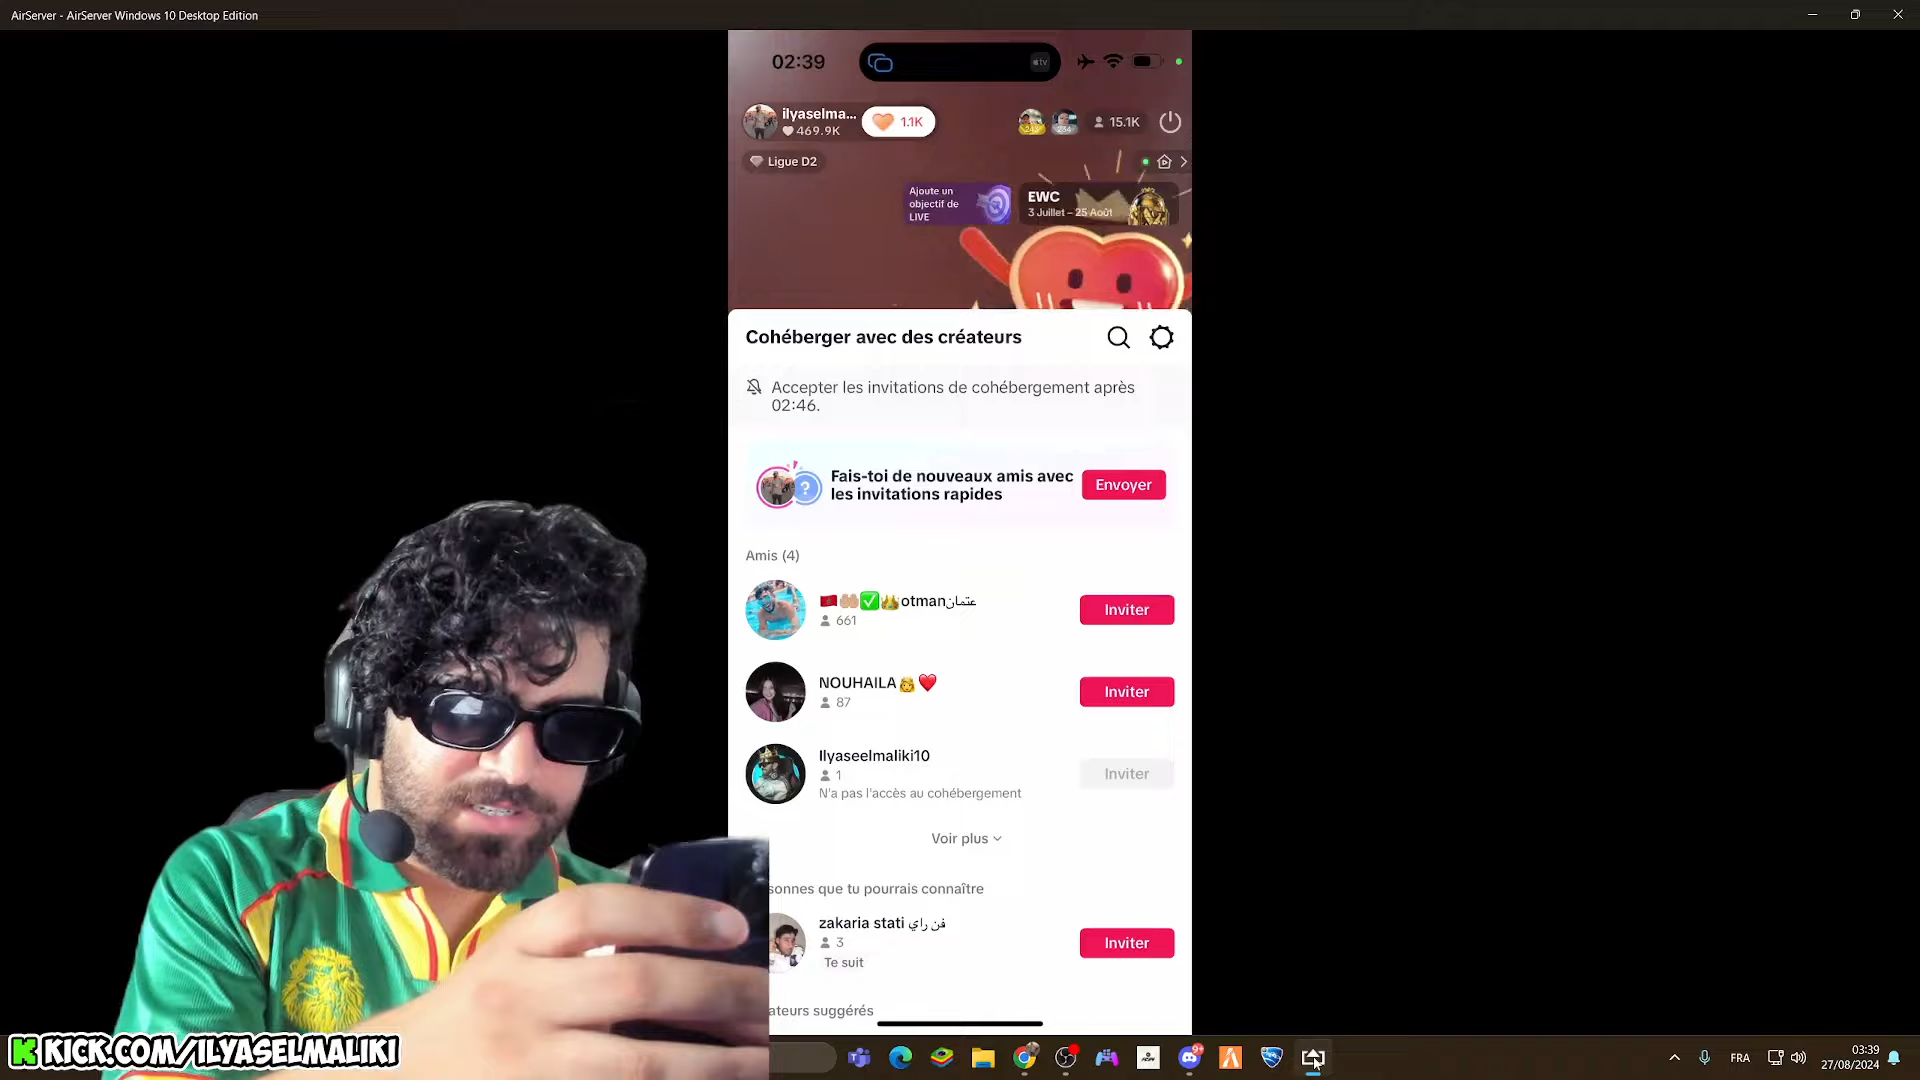 AirServer - AirServer Windows 10 Desktop Edition
02:39
tv
ilyaselma...
469.9K
1.1K
15.1K
Ligue D2
Ajoute un
objectif de
LIVE
EWC
3 Juillet – 25 Août
Cohéberger avec des créateurs
Accepter les invitations de cohébergement après
02:46.
Fais-toi de nouveaux amis avec
les invitations rapides
Envoyer
Amis (4)
🇲🇦🤲🏼✅👑otmanعتمان
661
Inviter
NOUHAILA👸❤️
87
Inviter
Ilyaseelmaliki10
1
N'a pas l'accès au cohébergement
Inviter
Voir plus
sonnes que tu pourrais connaître
zakaria stati فن راي
3
Te suit
Inviter
ateurs suggérés
KICK.COM/ILYASELMALIKI
9+
FRA
03:39
27/08/2024